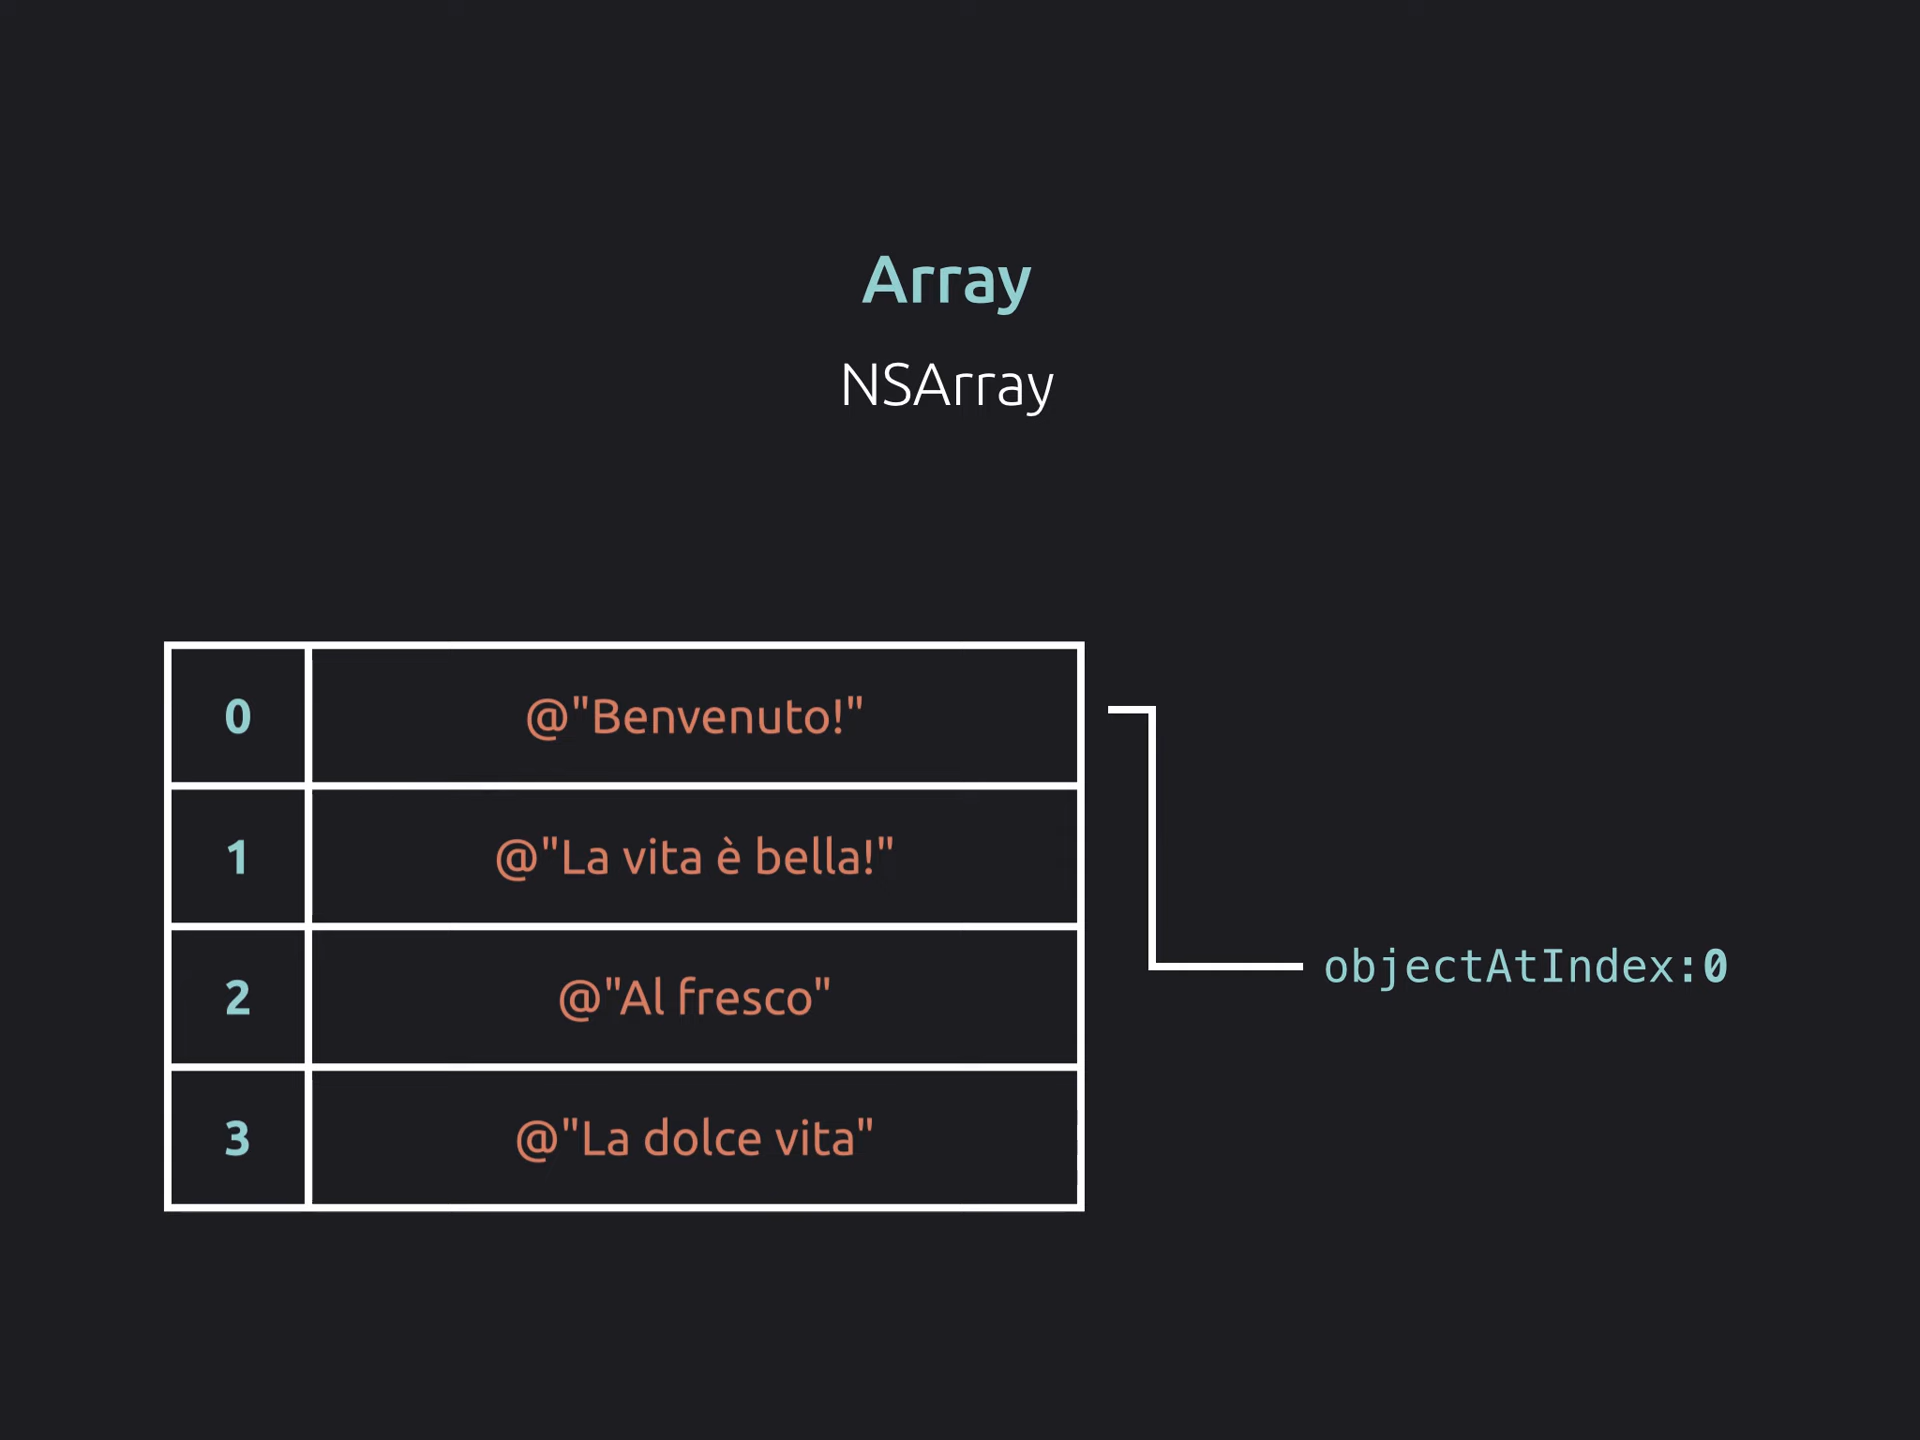 Array
NSArray
0 @"Benvenuto!"
1 @"La vita è bella!"
2 @"Al fresco"
3 @"La dolce vita"
objectAtIndex:0